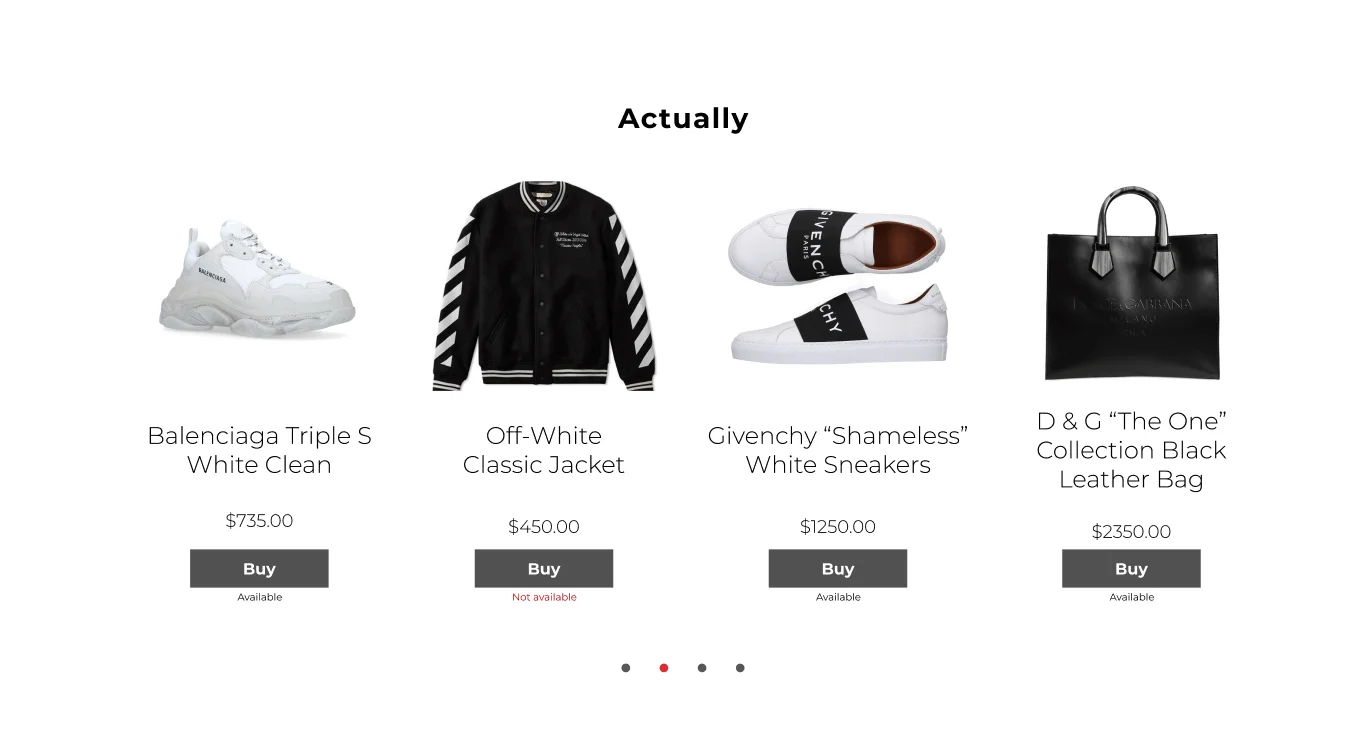 Actually
BALENCIAGA
GIVENCHY
PARIS
CHY
DOLCE & GABBANA
MILANO
Balenciaga Triple S
White Clean
$735.00
Buy
Available
Off-White
Classic Jacket
$450.00
Buy
Not available
Givenchy “Shameless”
White Sneakers
$1250.00
Buy
Available
D & G “The One”
Collection Black
Leather Bag
$2350.00
Buy
Available